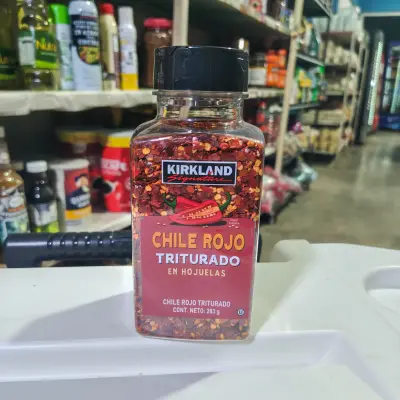 KIRKLAND
Signature
CHILE ROJO
TRITURADO
EN HOJUELAS
CHILE ROJO TRITURADO
CONT. NETO: 283 g